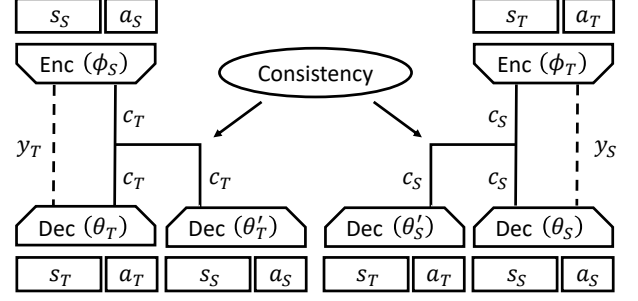 s_S a_S s_T a_T
Enc (ϕ_S) Consistency Enc (ϕ_T)
c_T c_S
y_T y_S
c_T c_T c_S c_S
Dec (θ_T) Dec (θ'_T) Dec (θ'_S) Dec (θ_S)
s_T a_T s_S a_S s_T a_T s_S a_S